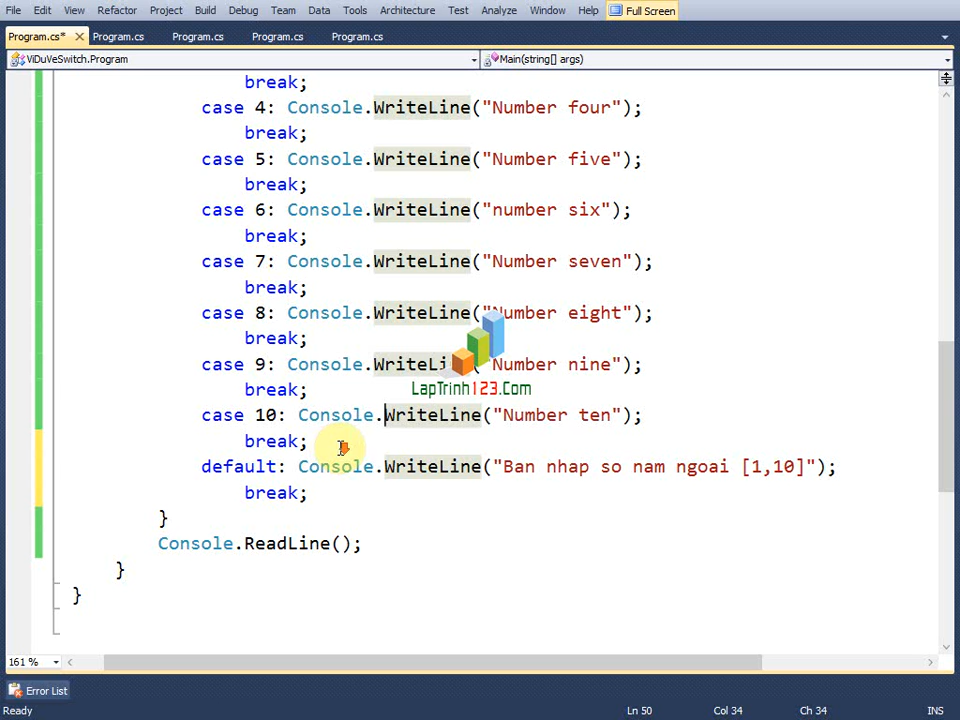 File Edit View Refactor Project Build Debug Team Data Tools Architecture Test Analyze Window Help Full Screen
Program.cs* Program.cs Program.cs Program.cs Program.cs
ViDuVeSwitch.Program Main(string[] args)
break;
case 4: Console.WriteLine("Number four");
break;
case 5: Console.WriteLine("Number five");
break;
case 6: Console.WriteLine("number six");
break;
case 7: Console.WriteLine("Number seven");
break;
case 8: Console.WriteLine("Number eight");
break;
case 9: Console.WriteLine("Number nine");
break;
LapTrinh123.Com
case 10: Console.WriteLine("Number ten");
break;
default: Console.WriteLine("Ban nhap so nam ngoai [1,10]");
break;
}
Console.ReadLine();
}
}
161 %
Error List
Ready Ln 50 Col 34 Ch 34 INS